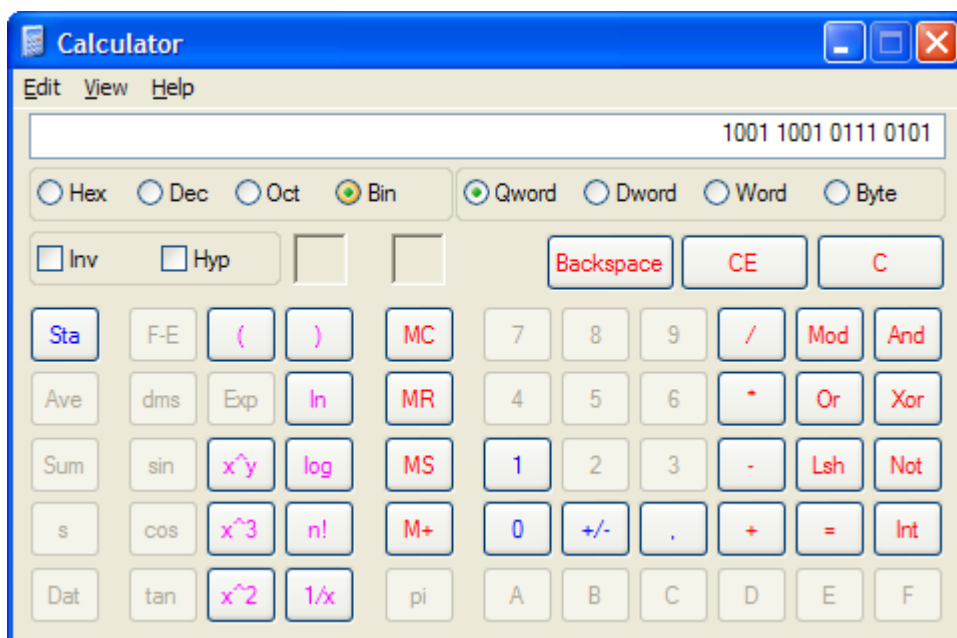 Calculator
Edit View Help
1001 1001 0111 0101
Hex Dec Oct Bin Qword Dword Word Byte
Inv Hyp Backspace CE C
Sta F-E ( ) MC 7 8 9 / Mod And
Ave dms Exp ln MR 4 5 6 * Or Xor
Sum sin x^y log MS 1 2 3 - Lsh Not
s cos x^3 n! M+ 0 +/- , + = Int
Dat tan x^2 1/x pi A B C D E F